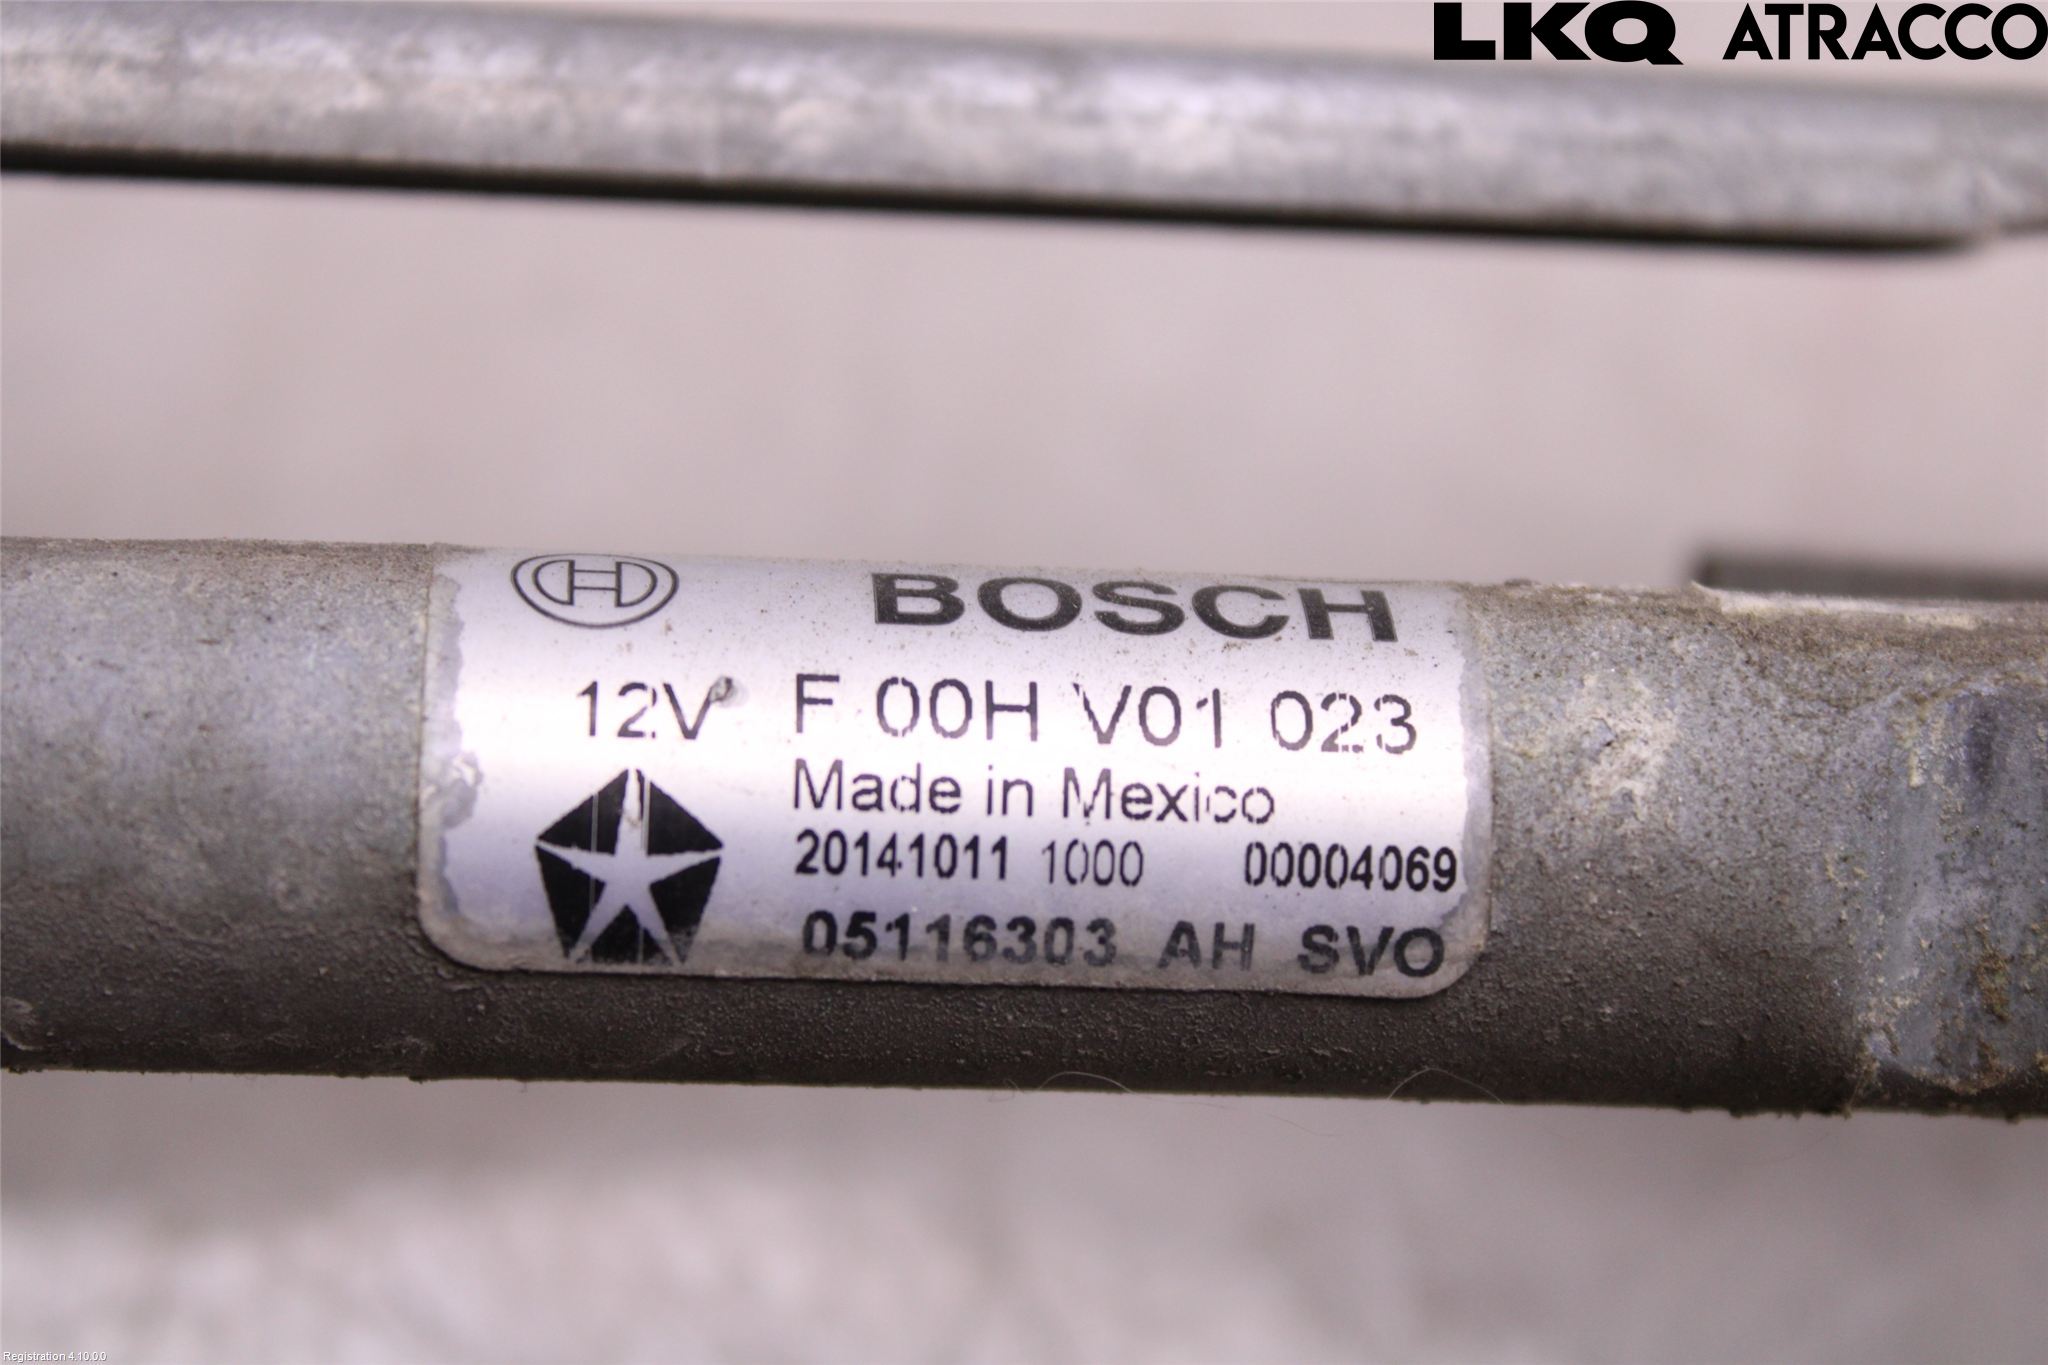 LKQ ATRACCO
BOSCH
12V F 00H V01 023
Made in Mexico
20141011 1000 00004069
05116303 AH SVO
Registration 4.10.0.0